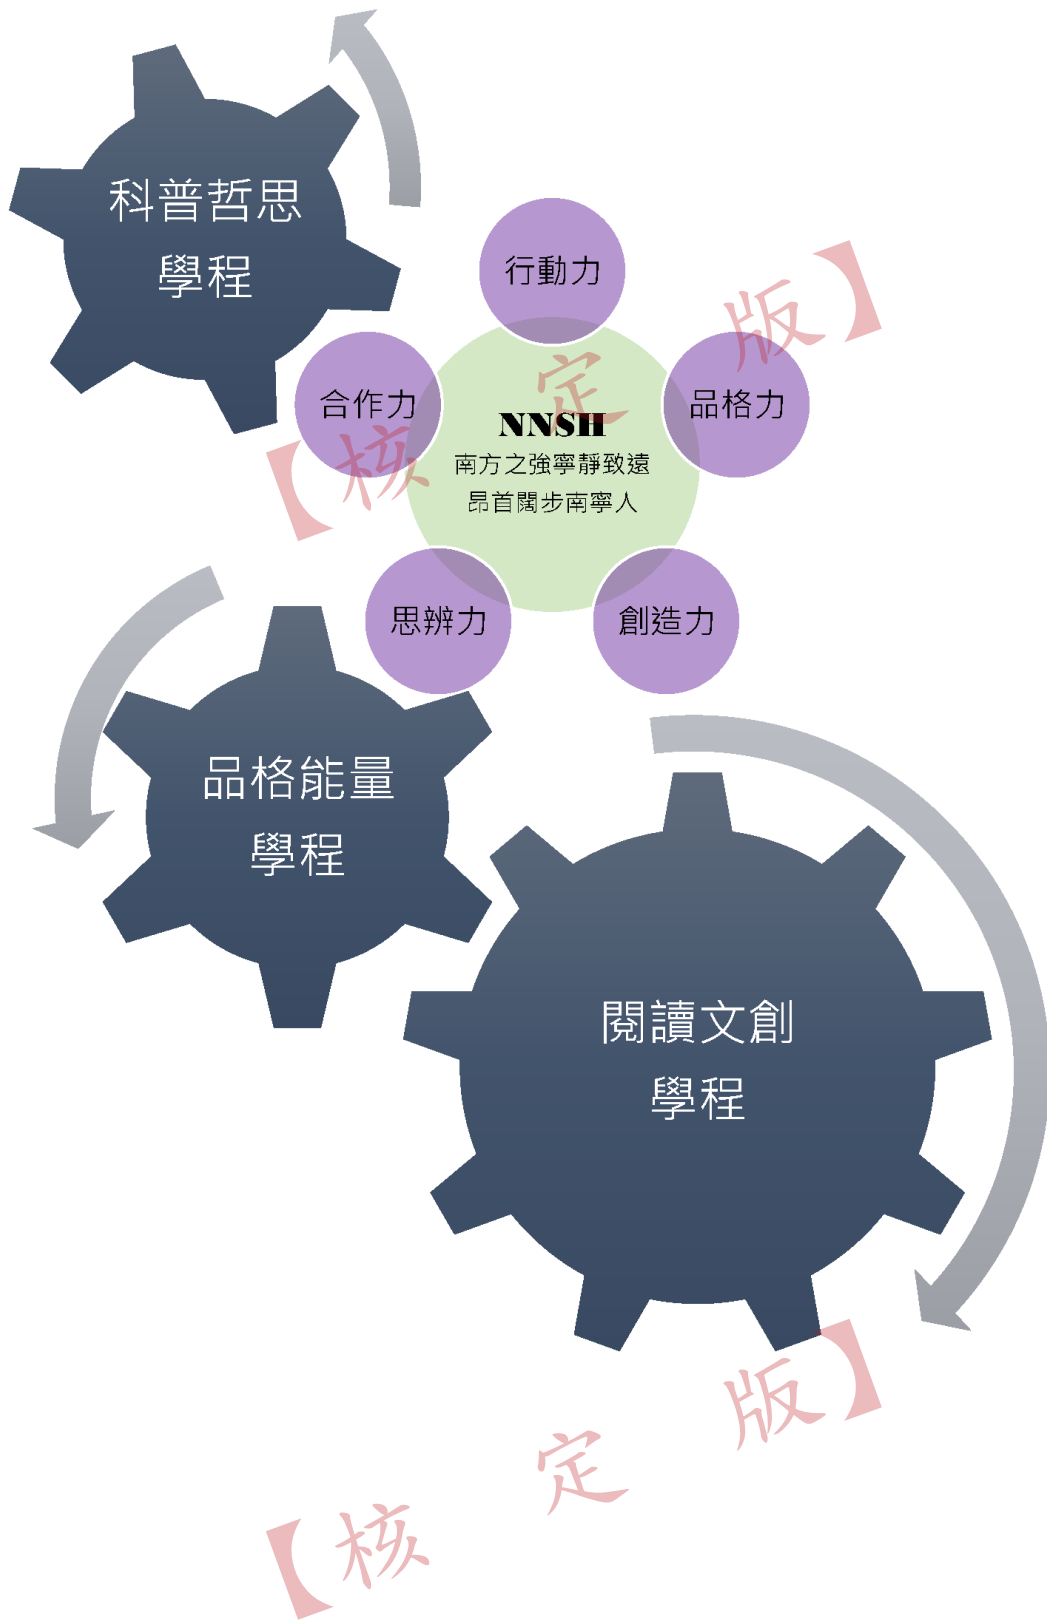 科普哲思
學程
行動力
合作力
品格力
NNSH
南方之強寧靜致遠
昂首闊步南寧人
思辨力
創造力
【核定版】
品格能量
學程
閱讀文創
學程
【核定版】